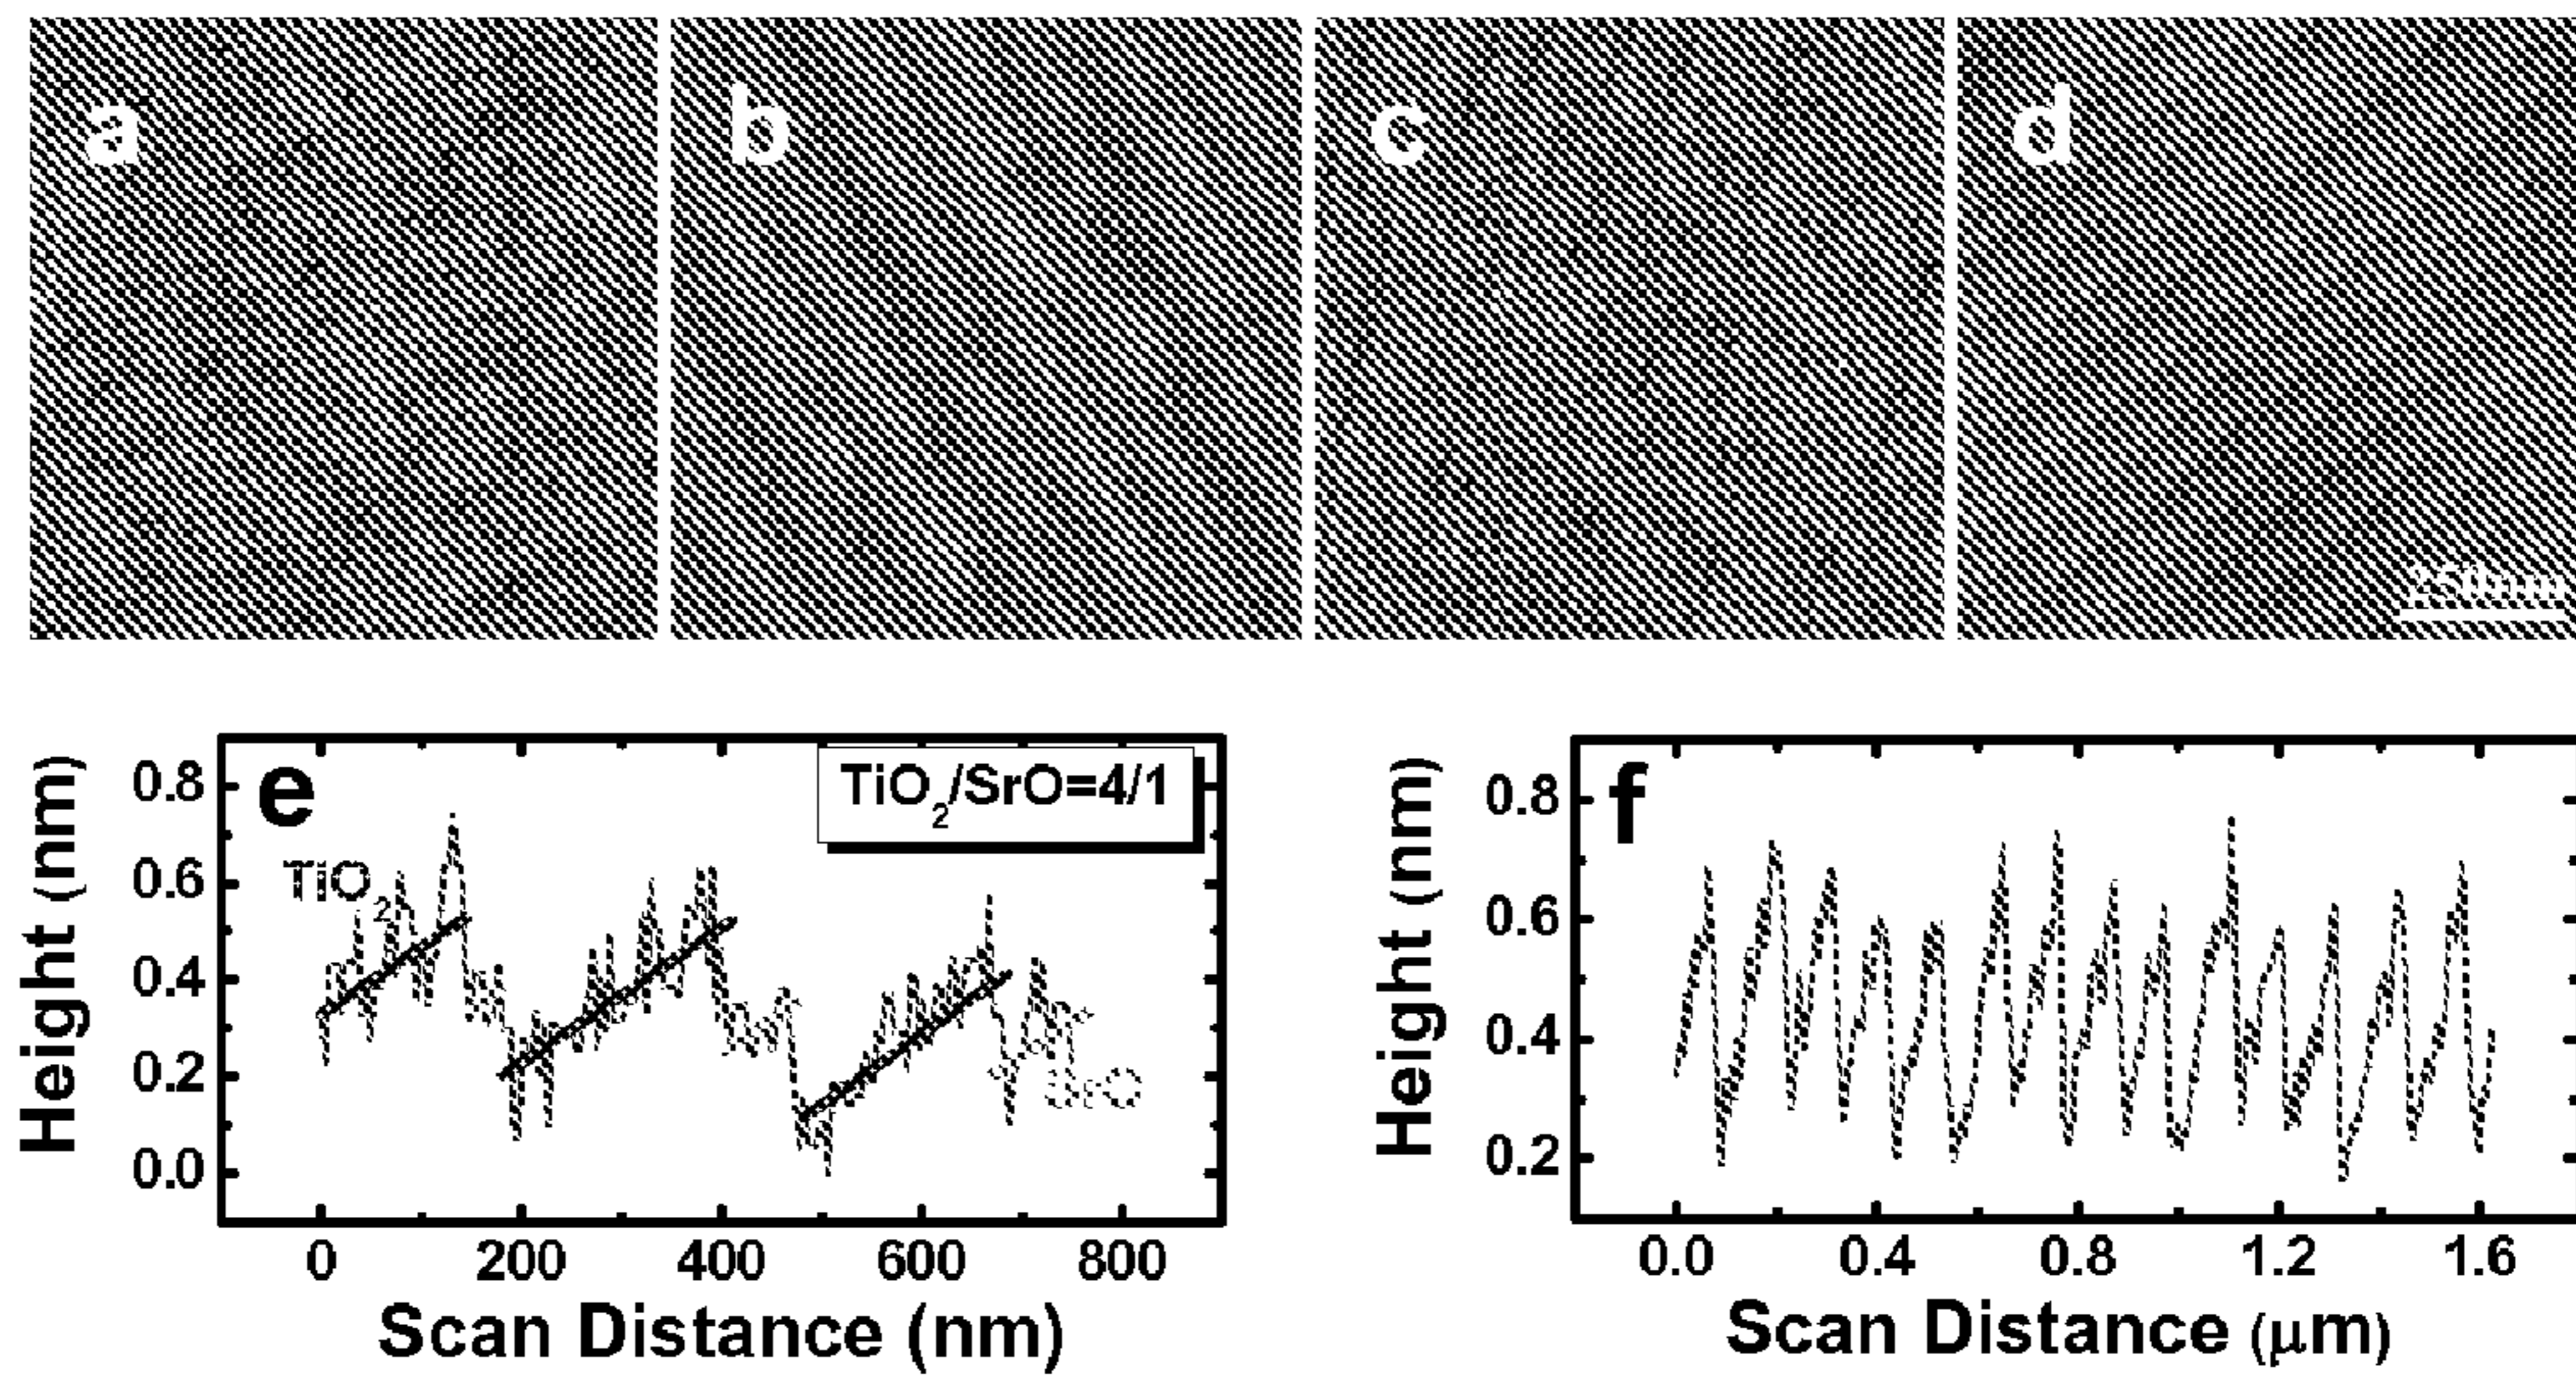 a
b
c
d
250nm
e
TiO2/SrO=4/1
TiO2
SrO
Height (nm)
0.8
0.6
0.4
0.2
0.0
0 200 400 600 800
Scan Distance (nm)
f
Height (nm)
0.8
0.6
0.4
0.2
0.0 0.4 0.8 1.2 1.6
Scan Distance (μm)